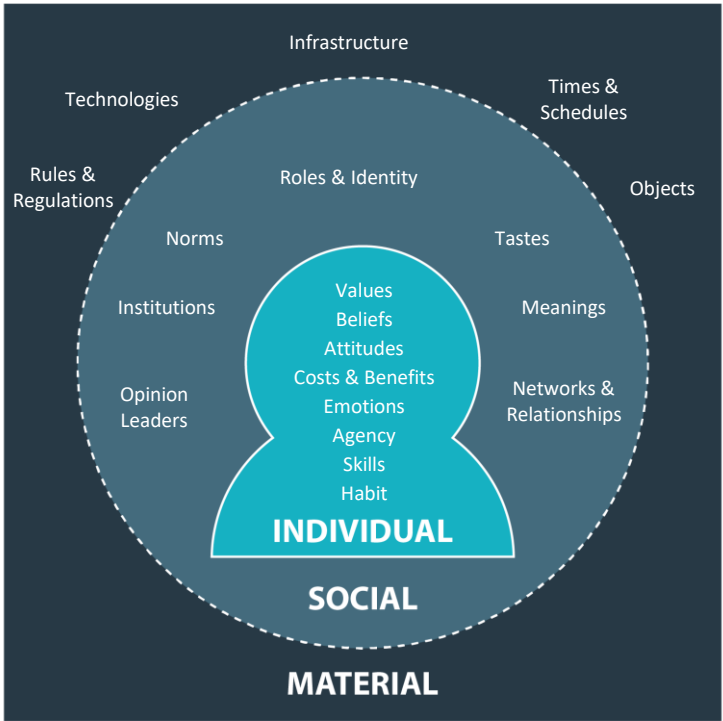 Infrastructure
Technologies
Times &
Schedules
Rules &
Regulations
Objects
Roles & Identity
Norms
Tastes
Institutions
Meanings
Opinion
Leaders
Networks &
Relationships
Values
Beliefs
Attitudes
Costs & Benefits
Emotions
Agency
Skills
Habit
INDIVIDUAL
SOCIAL
MATERIAL